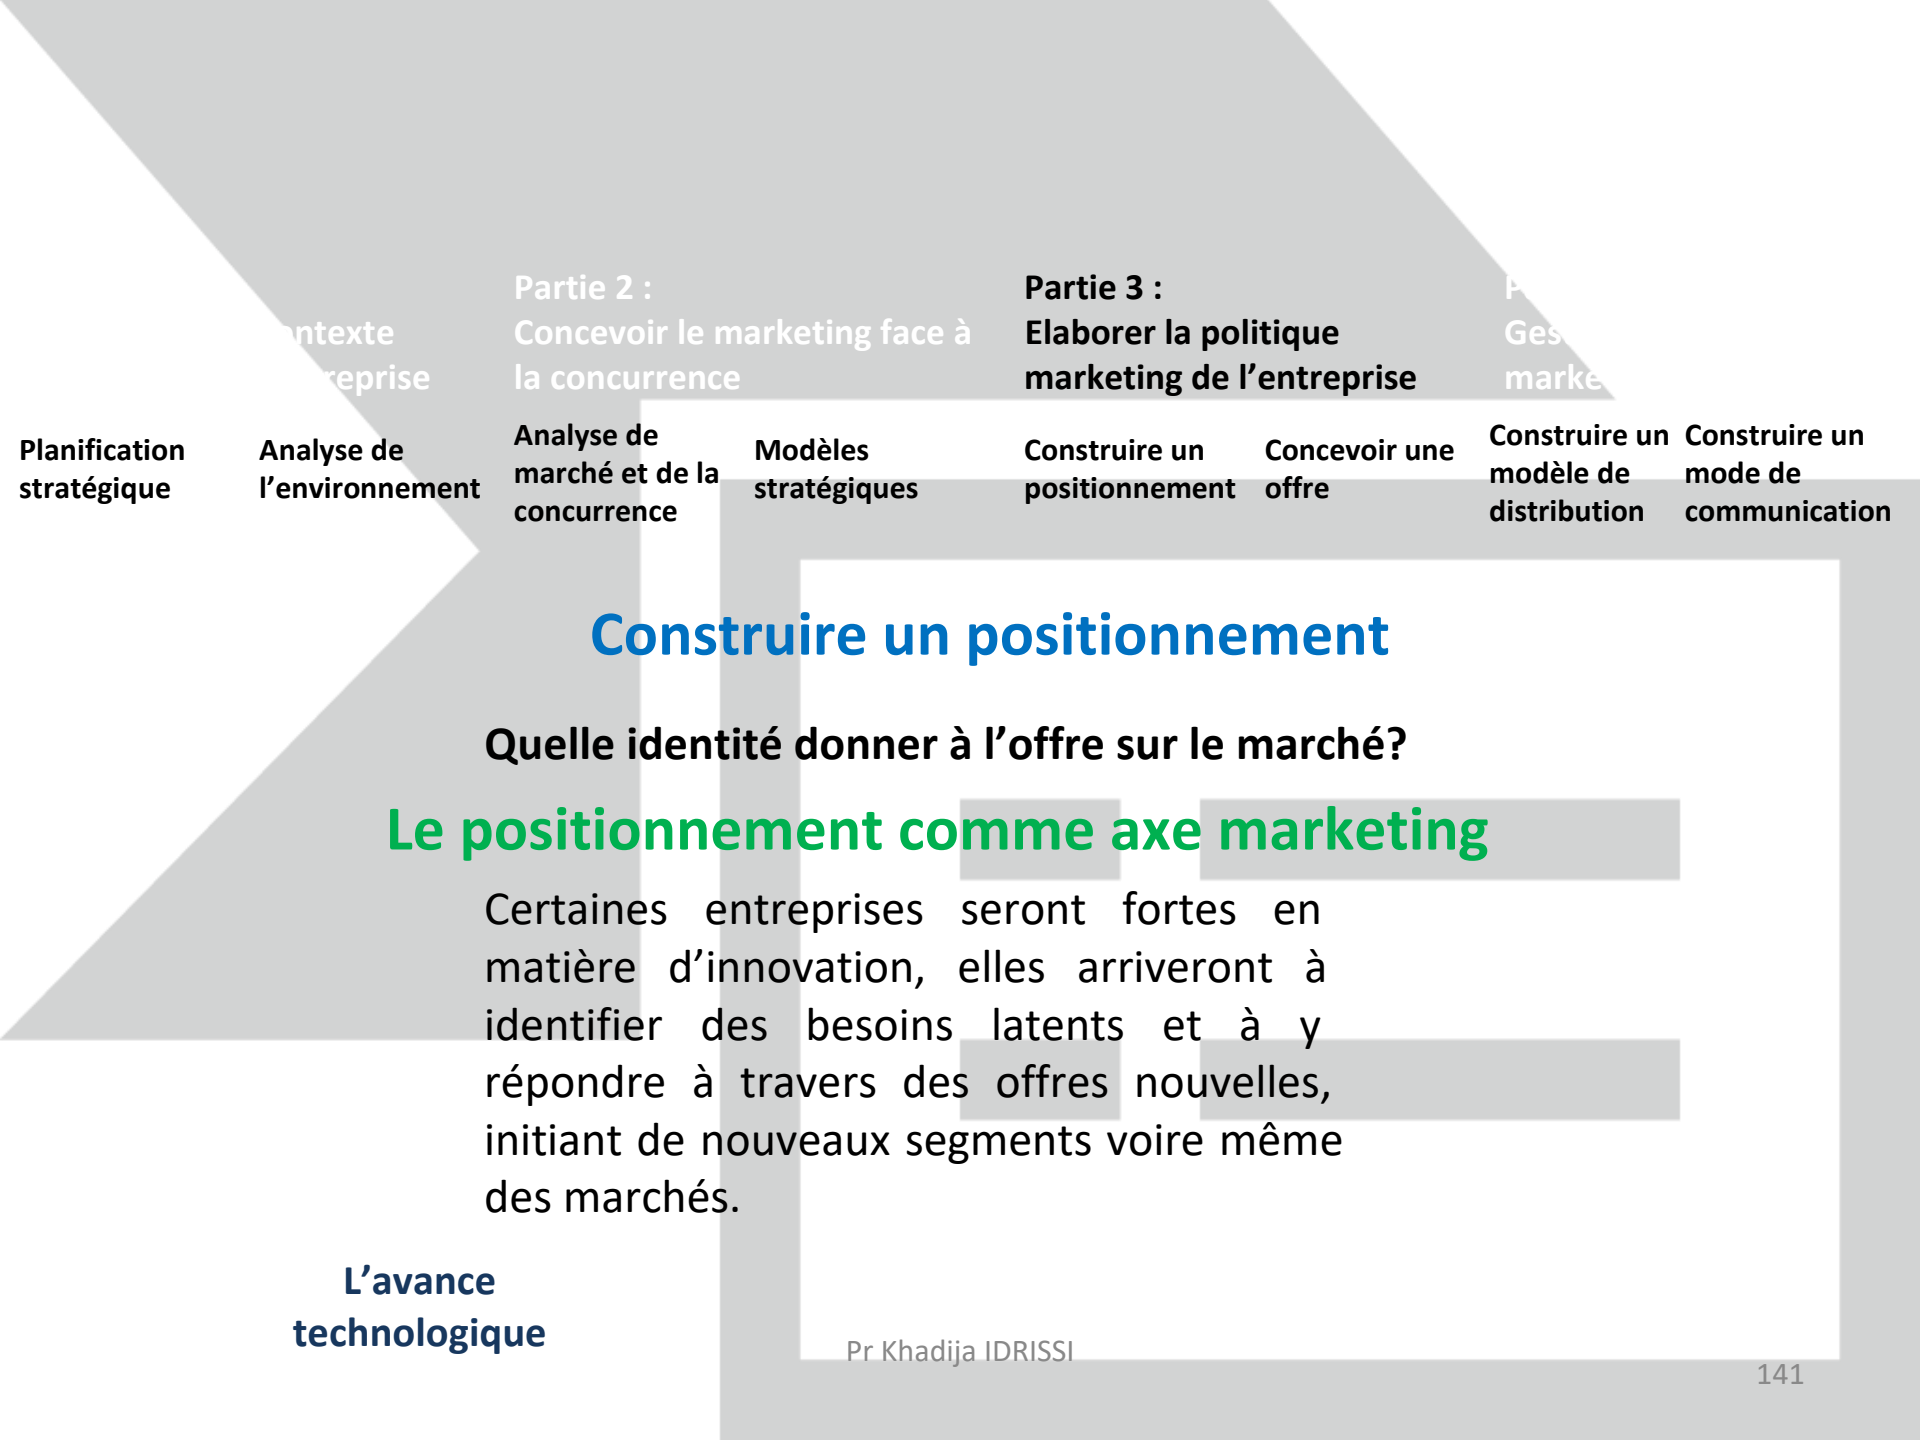 Partie 2 :
Concevoir le marketing face à
la concurrence
Partie 3 :
Elaborer la politique
marketing de l’entreprise
Planification
stratégique
Analyse de
l’environnement
Analyse de
marché et de la
concurrence
Modèles
stratégiques
Construire un
positionnement
Concevoir une
offre
Construire un
modèle de
distribution
Construire un
mode de
communication
Construire un positionnement
Quelle identité donner à l’offre sur le marché?
Le positionnement comme axe marketing
Certaines entreprises seront fortes en
matière d’innovation, elles arriveront à
identifier des besoins latents et à y
répondre à travers des offres nouvelles,
initiant de nouveaux segments voire même
des marchés.
L’avance
technologique
Pr Khadija IDRISSI
141